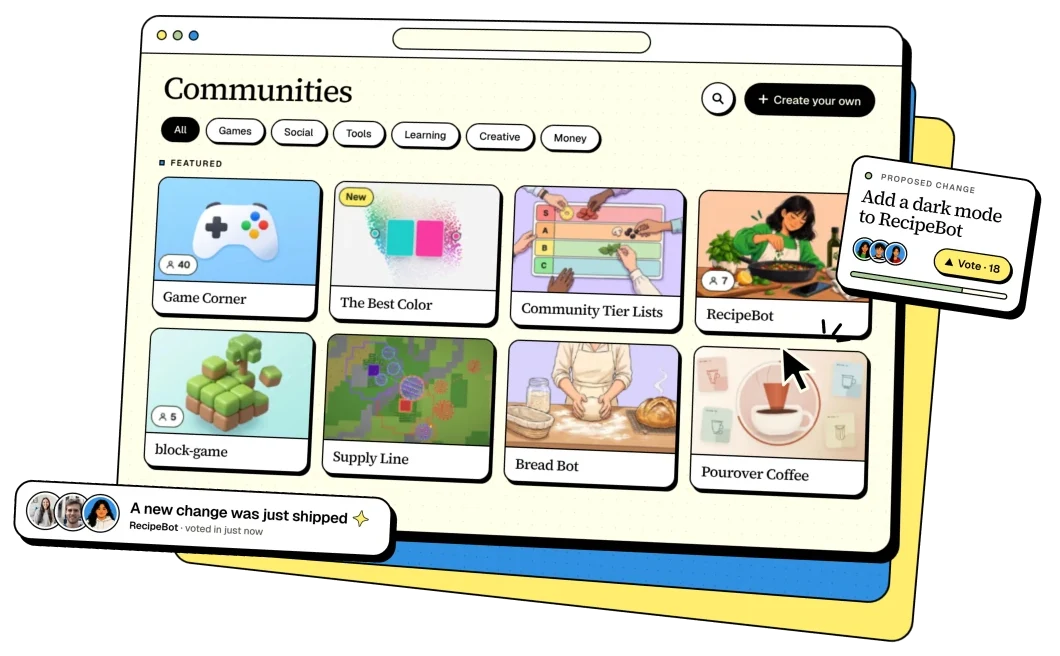 Communities
+ Create your own
All
Games
Social
Tools
Learning
Creative
Money
FEATURED
New
40
Game Corner
The Best Color
S
A
B
C
Community Tier Lists
7
RecipeBot
PROPOSED CHANGE
Add a dark mode
to RecipeBot
▲ Vote · 18
5
block-game
Supply Line
Bread Bot
Pourover Coffee
A new change was just shipped
RecipeBot · voted in just now